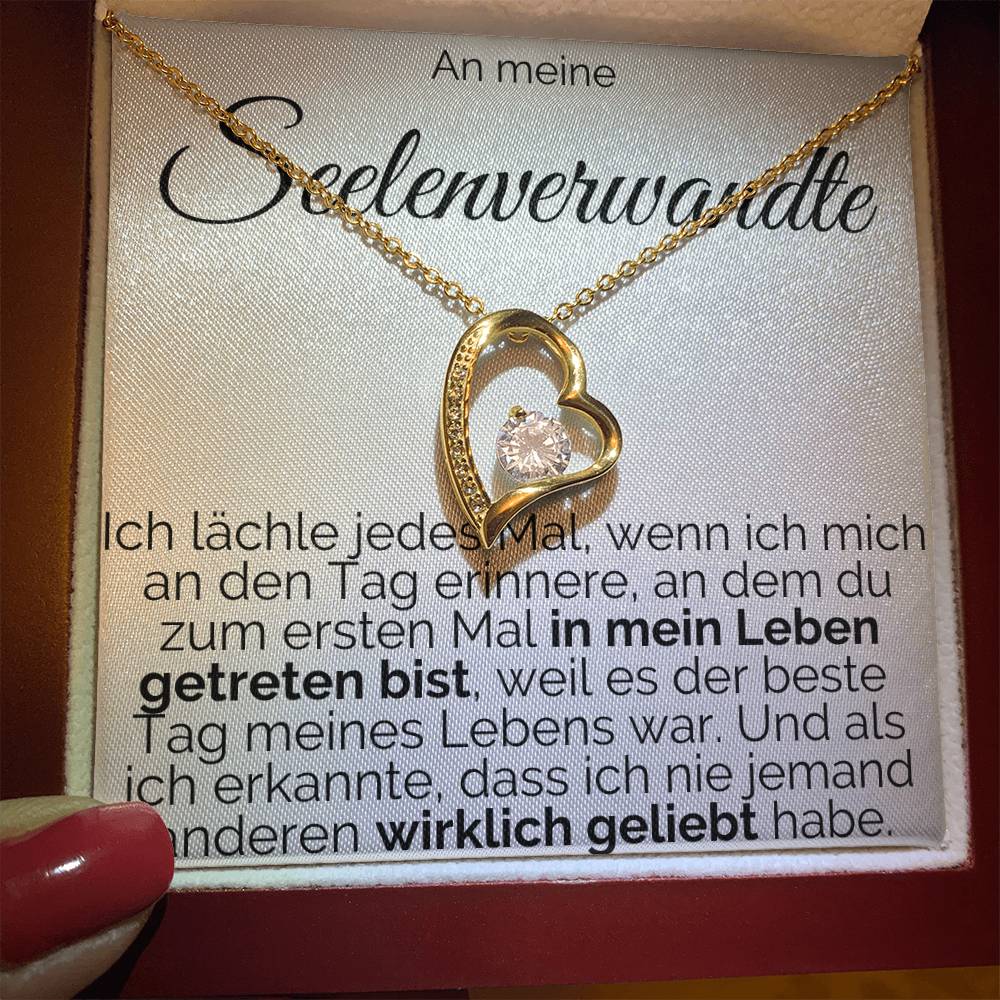 An meine
Seelenverwandte
Ich lächle jedes Mal, wenn ich mich
an den Tag erinnere, an dem du
zum ersten Mal in mein Leben
getreten bist, weil es der beste
Tag meines Lebens war. Und als
ich erkannte, dass ich nie jemand
anderen wirklich geliebt habe.